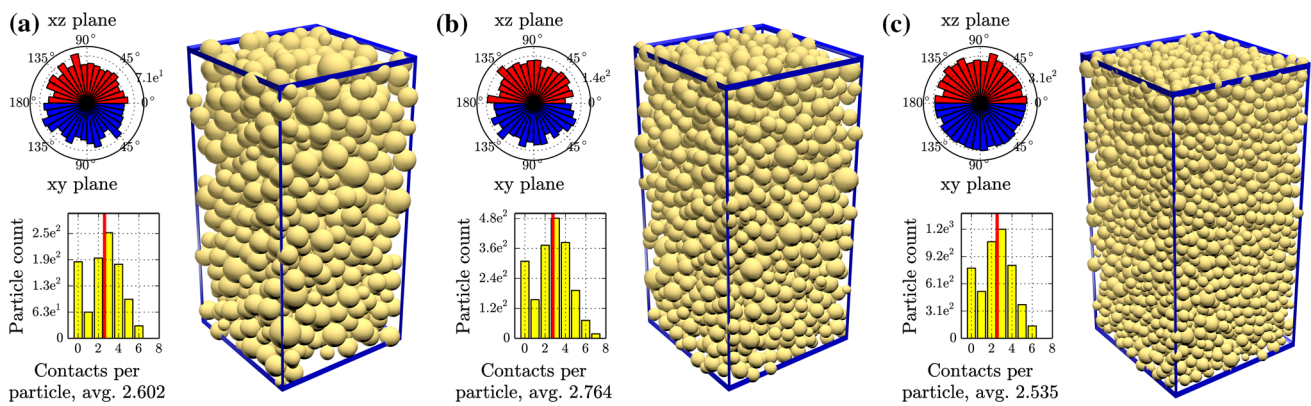 (a)
xz plane
90°
135° 45°
7.1e¹
180° 0°
135° 45°
90°
xy plane
Particle count
2.5e²
1.9e²
1.3e²
6.3e¹
0
0 2 4 6 8
Contacts per
particle, avg. 2.602
(b)
xz plane
90°
135° 45°
1.4e²
180° 0°
135° 45°
90°
xy plane
Particle count
4.8e²
3.6e²
2.4e²
1.2e²
0
0 2 4 6 8
Contacts per
particle, avg. 2.764
(c)
xz plane
90°
135° 45°
3.1e²
180° 0°
135° 45°
90°
xy plane
Particle count
1.2e³
9.2e²
6.1e²
3.1e²
0
0 2 4 6 8
Contacts per
particle, avg. 2.535